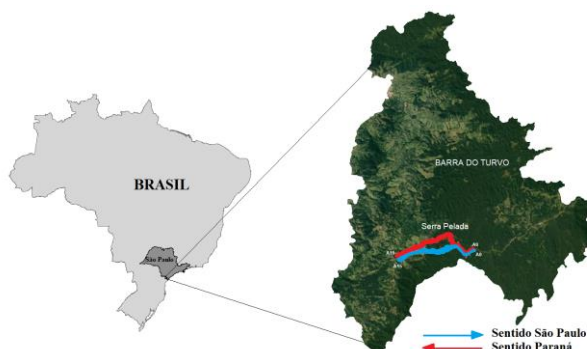 BRASIL
São Paulo
BARRA DO TURVO
Serra Pelada
Sentido São Paulo
Sentido Paraná